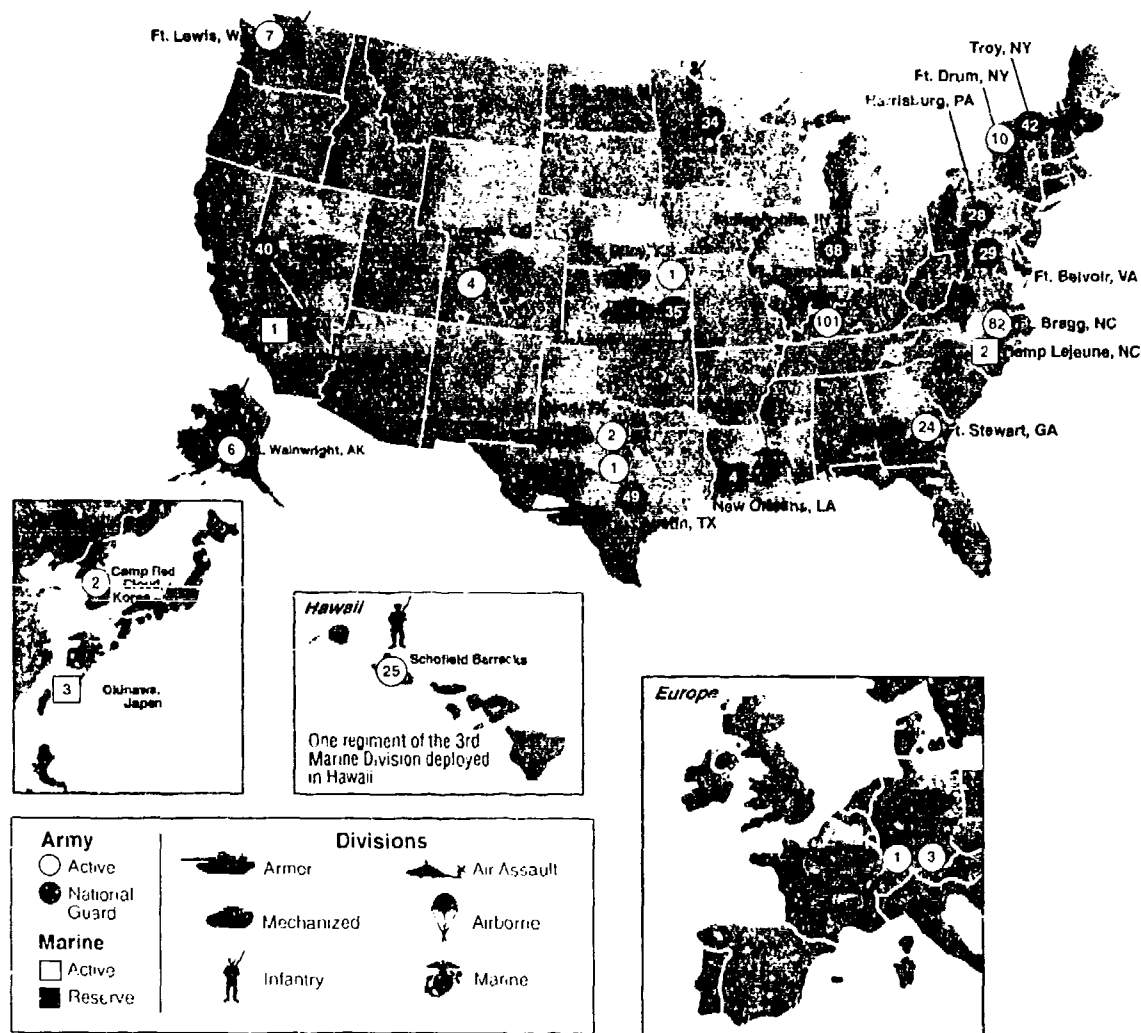 Ft. Lewis, W
7
Troy, NY
Ft. Drum, NY
Harrisburg, PA
34
10
42
28
38
29
40
1
4
35
Ft. Belvoir, VA
1
101
82
Bragg, NC
2
Camp Lejeune, NC
2
24
t. Stewart, GA
6
Wainwright, AK
1
4
49
New Orleans, LA
Austin, TX
2
Camp Red
Cloud
Korea
3
Okinawa,
Japan
Hawaii
25
Schofield Barracks
One regiment of the 3rd
Marine Division deployed
in Hawaii
Europe
1
3
Army
Active
National
Guard
Marine
Active
Reserve
Divisions
Armor
Air Assault
Mechanized
Airborne
Infantry
Marine